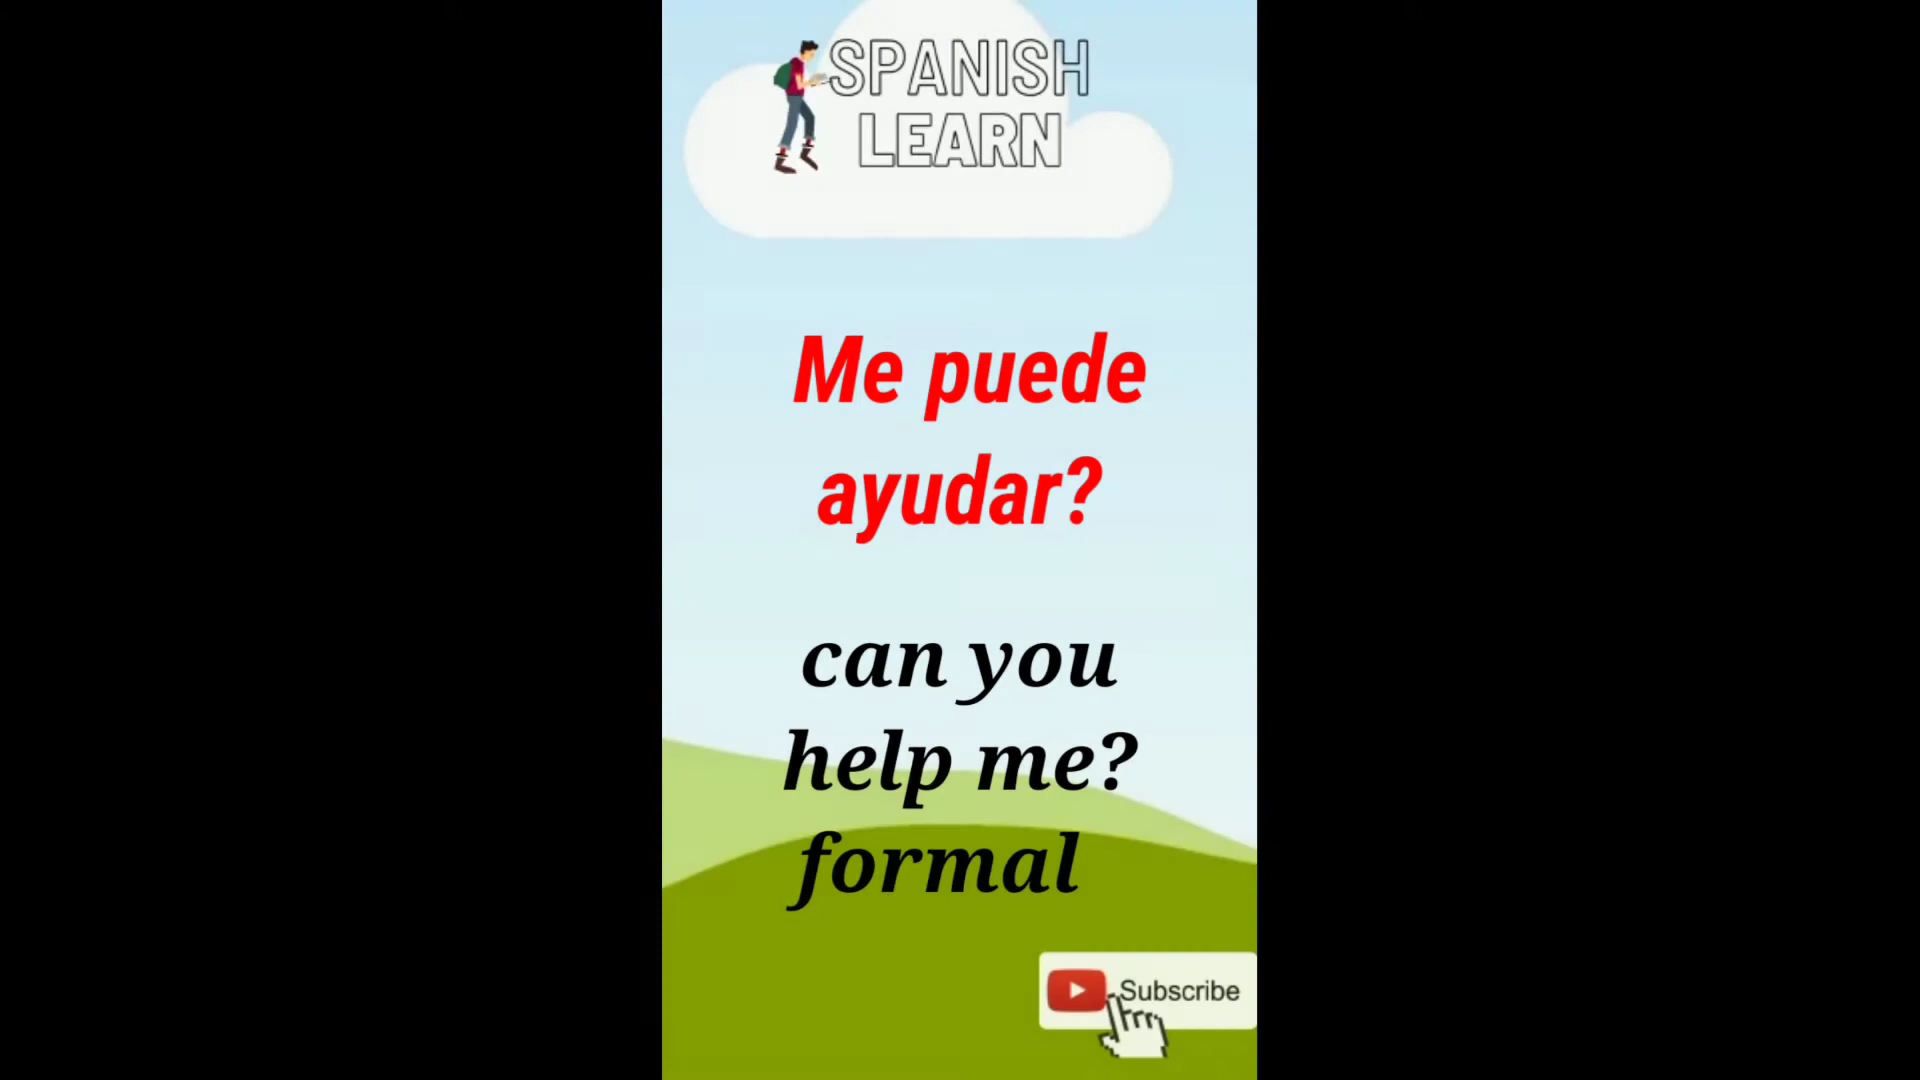 SPANISH
LEARN
Me puede
ayudar?
can you
help me?
formal
Subscribe